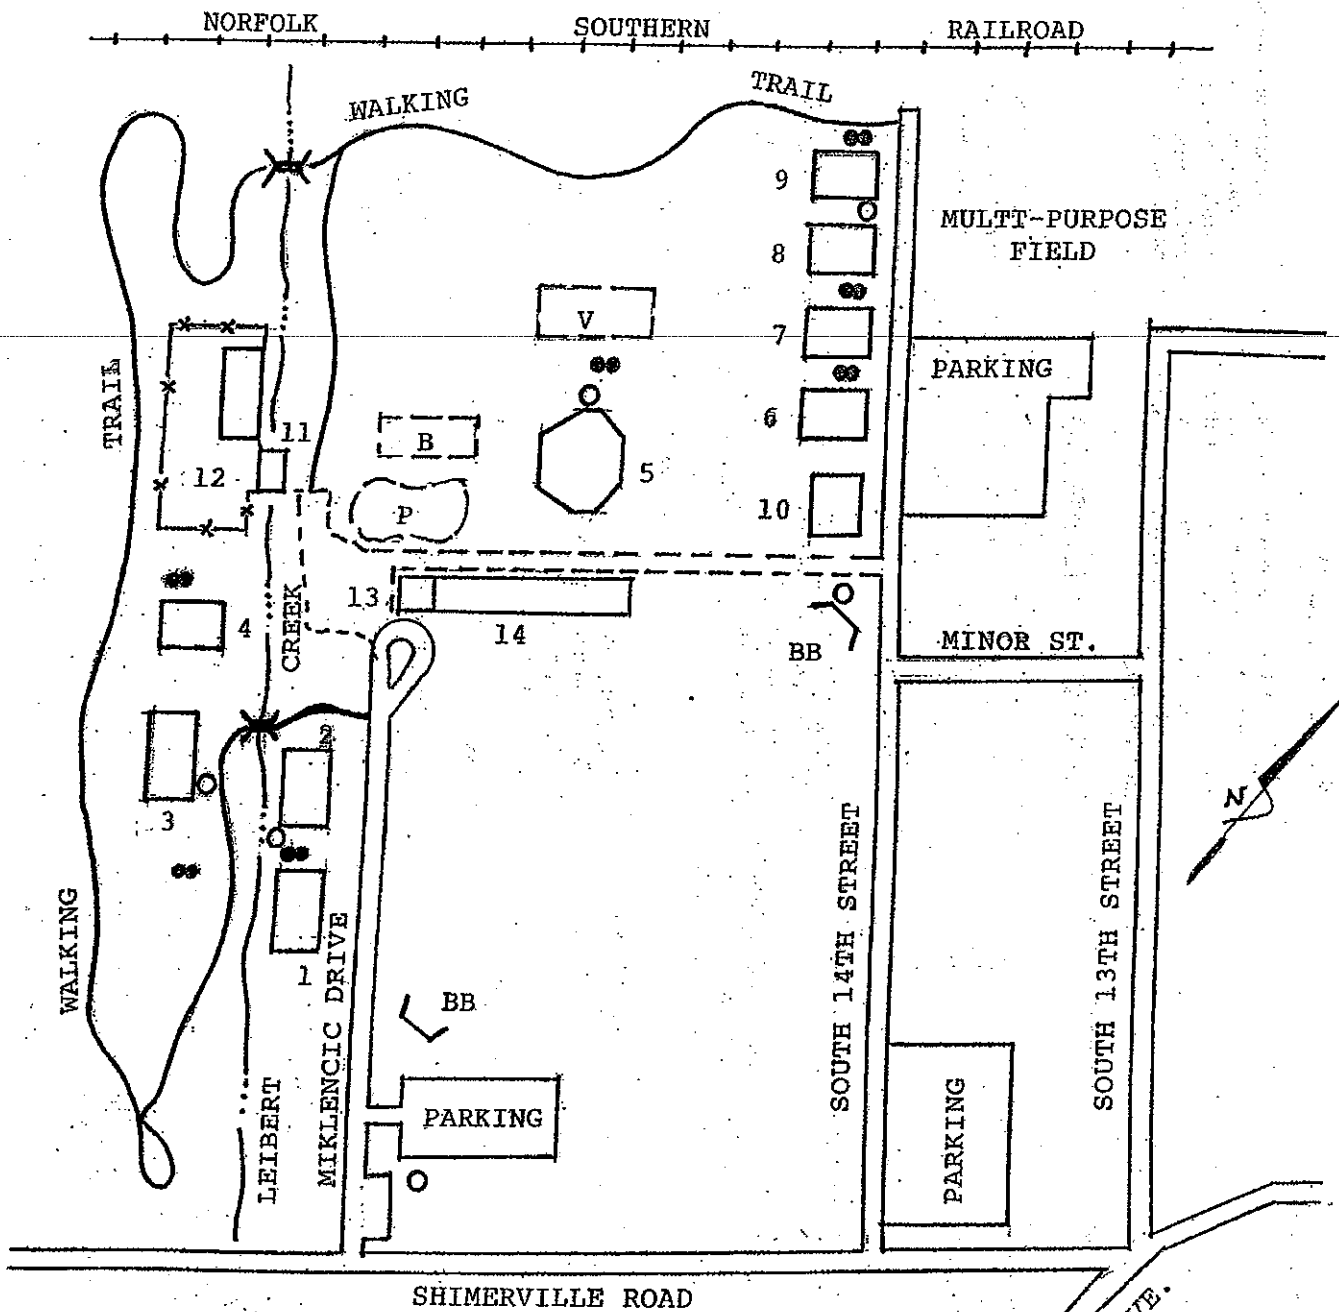 NORFOLK SOUTHERN RAILROAD
WALKING
TRAIL
9
MULTT-PURPOSE
FIELD
8
V
7
PARKING
TRAIL
6
B
11
12
5
P
10
13
14
4
CREEK
BB
MINOR ST.
2
3
N
SOUTH 14TH STREET
SOUTH 13TH STREET
WALKING
1
MIKLENCIC DRIVE
BB
LEIBERT
PARKING
PARKING
SHIMERVILLE ROAD
VE.